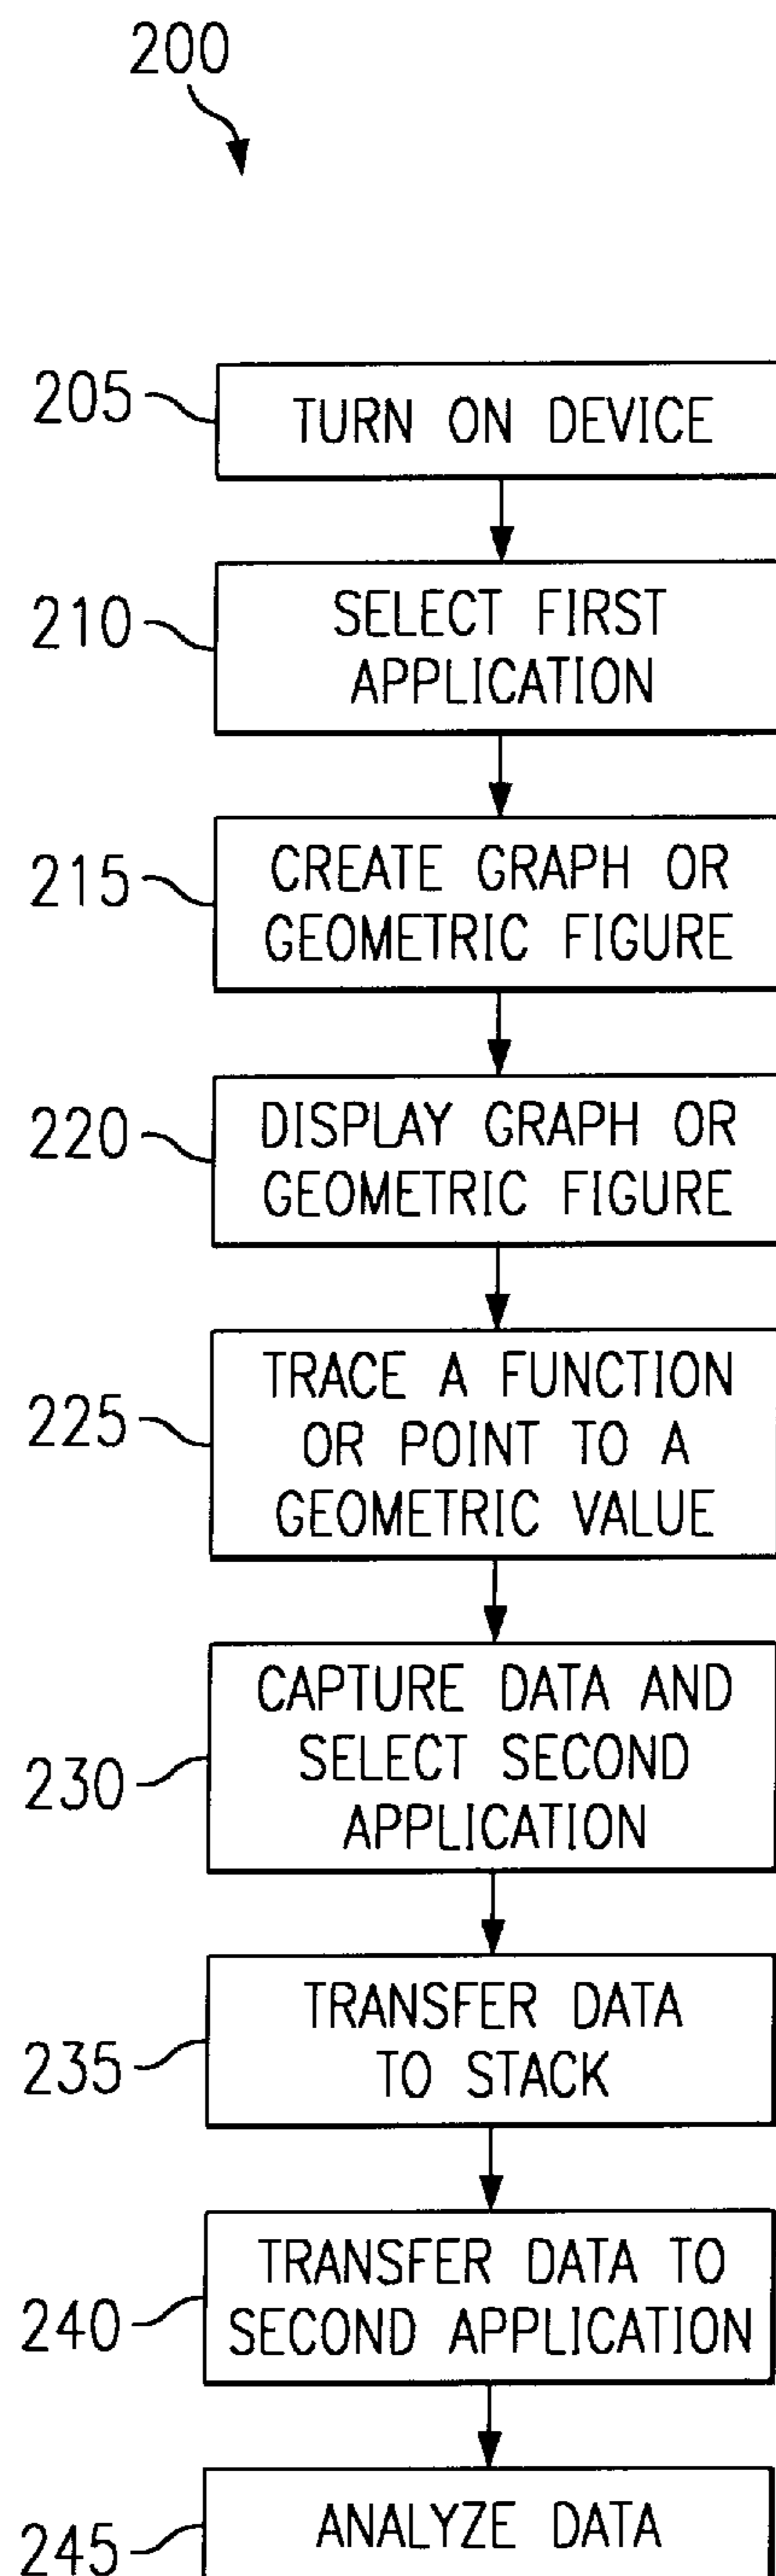 200
205
TURN ON DEVICE
210
SELECT FIRST
APPLICATION
215
CREATE GRAPH OR
GEOMETRIC FIGURE
220
DISPLAY GRAPH OR
GEOMETRIC FIGURE
225
TRACE A FUNCTION
OR POINT TO A
GEOMETRIC VALUE
230
CAPTURE DATA AND
SELECT SECOND
APPLICATION
235
TRANSFER DATA
TO STACK
240
TRANSFER DATA TO
SECOND APPLICATION
245
ANALYZE DATA